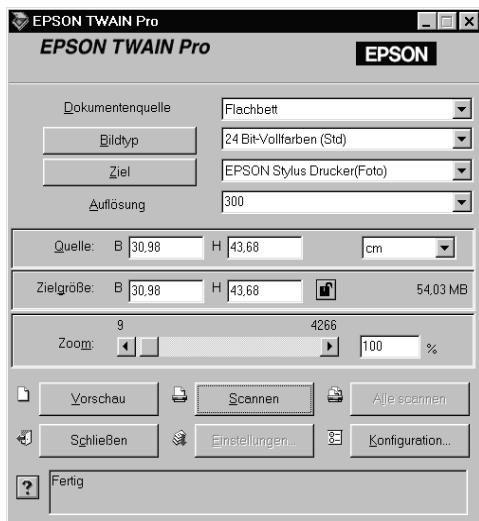 EPSON TWAIN Pro
EPSON TWAIN Pro
EPSON
Dokumentenquelle Flachbett
Bildtyp 24 Bit-Vollfarben (Std)
Ziel EPSON Stylus Drucker(Foto)
Auflösung 300
Quelle: B 30,98 H 43,68 cm
Zielgröße: B 30,98 H 43,68 54,03 MB
9 4266
Zoom: 100 %
Vorschau Scannen Alle scannen
Schließen Einstellungen... Konfiguration...
? Fertig